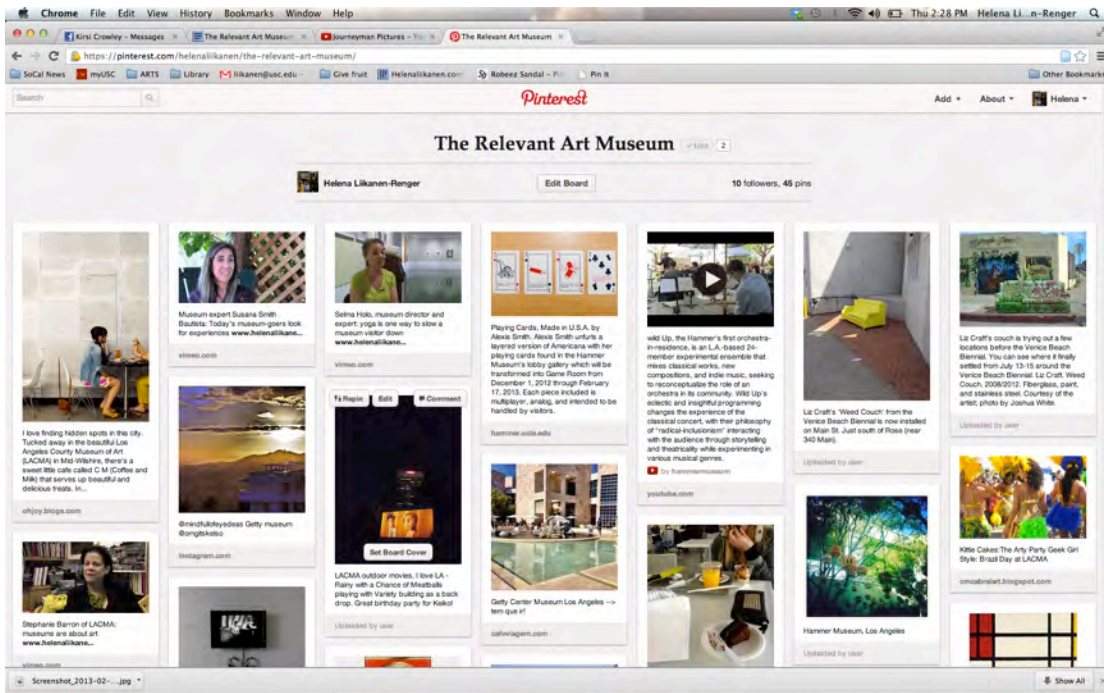 Chrome File Edit View History Bookmarks Window Help
Thu 2:28 PM Helena Li...n-Renger
Kirsi Crowley - Messages
The Relevant Art Museum
Journeyman Pictures - You
The Relevant Art Museum
https://pinterest.com/helenaliikanen/the-relevant-art-museum/
SoCal News
myUSC
ARTS
Library
liikanen@usc.edu -
Give fruit
Helenaliikanen.com
Robeez Sandal - Pin
Pin It
Other Bookmarks
Search
Pinterest
Add +
About
Helena
The Relevant Art Museum
Like 2
Helena Liikanen-Renger
Edit Board
10 followers, 45 pins
I love finding hidden spots in this city.
Tucked away in the beautiful Los
Angeles County Museum of Art
(LACMA) in Mid-Wilshire, there's a
sweet little cafe called C M (Coffee and
Milk) that serves up beautiful and
delicious treats. In...
ohjoy.blogs.com
Stephanie Barron of LACMA:
museums are about art
www.helenaliikane...
vimeo.com
Museum expert Susana Smith
Bautista: Today's museum-goers look
for experiences www.helenaliikane...
vimeo.com
@mindfullofeyedeas Getty museum
@omgitskelso
instagram.com
Selma Holo, museum director and
expert: yoga is one way to slow a
museum visitor down
www.helenaliikane...
vimeo.com
Repin
Edit
Comment
Set Board Cover
LACMA outdoor movies, I love LA -
Rainy with a Chance of Meatballs
playing with Variety building as a back
drop. Great birthday party for Keiko!
Uploaded by user
Playing Cards, Made in U.S.A. by
Alexis Smith. Alexis Smith unfurls a
layered version of Americana with her
playing cards found in the Hammer
Museum's lobby gallery which will be
transformed into Game Room from
December 1, 2012 through February
17, 2013. Each piece included is
multiplayer, analog, and intended to be
handled by visitors.
hammer.ucla.edu
Getty Center Museum Los Angeles -->
tem que ir!
cafeviagem.com
wild Up, the Hammer's first orchestra-
in-residence, is an L.A.-based 24-
member experimental ensemble that
mixes classical works, new
compositions, and indie music, seeking
to reconceptualize the role of an
orchestra in its community. Wild Up's
eclectic and insightful programming
changes the experience of the
classical concert, with their philosophy
of "radical-inclusionism" interacting
with the audience through storytelling
and theatricality while experimenting in
various musical genres.
by hammermuseum
youtube.com
Liz Craft's 'Weed Couch' from the
Venice Beach Biennial is now installed
on Main St. Just south of Rose (near
340 Main).
Uploaded by user
Hammer Museum, Los Angeles
Uploaded by user
Liz Craft's couch is trying out a few
locations before the Venice Beach
Biennial. You can see where it finally
settled from July 13-15 around the
Venice Beach Biennial. Liz Craft. Weed
Couch, 2008/2012. Fiberglass, paint,
and stainless steel. Courtesy of the
artist; photo by Joshua White.
Uploaded by user
Kittie Cakes:The Arty Party Geek Girl
Style: Brazil Day at LACMA
cmcabralart.blogspot.com
Screenshot_2013-02-....jpg
Show All